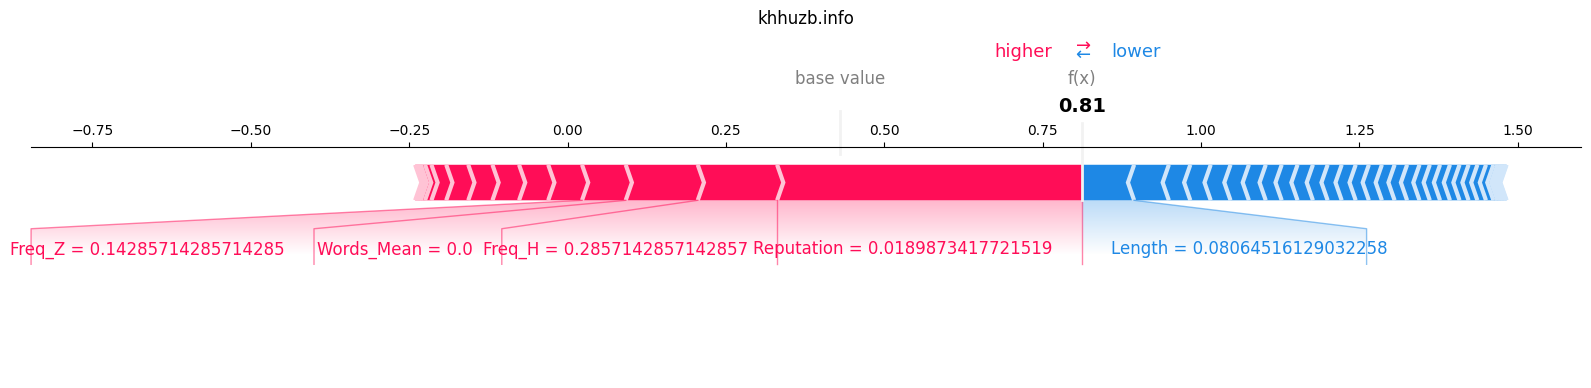 khhuzb.info
higher ⇄ lower
base value f(x)
0.81
−0.75 −0.50 −0.25 0.00 0.25 0.50 0.75 1.00 1.25 1.50
Freq_Z = 0.14285714285714285 Words_Mean = 0.0 Freq_H = 0.2857142857142857 Reputation = 0.0189873417721519 Length = 0.08064516129032258